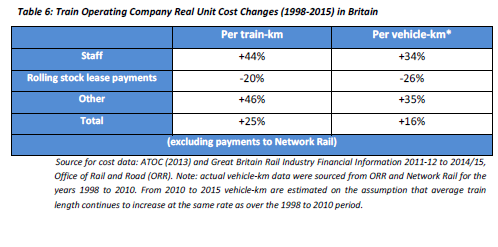 Table 6: Train Operating Company Real Unit Cost Changes (1998-2015) in Britain
Per train-km Per vehicle-km*
Staff +44% +34%
Rolling stock lease payments -20% -26%
Other +46% +35%
Total +25% +16%
(excluding payments to Network Rail)
Source for cost data: ATOC (2013) and Great Britain Rail Industry Financial Information 2011-12 to 2014/15,
Office of Rail and Road (ORR). Note: actual vehicle-km data were sourced from ORR and Network Rail for the
years 1998 to 2010. From 2010 to 2015 vehicle-km are estimated on the assumption that average train
length continues to increase at the same rate as over the 1998 to 2010 period.